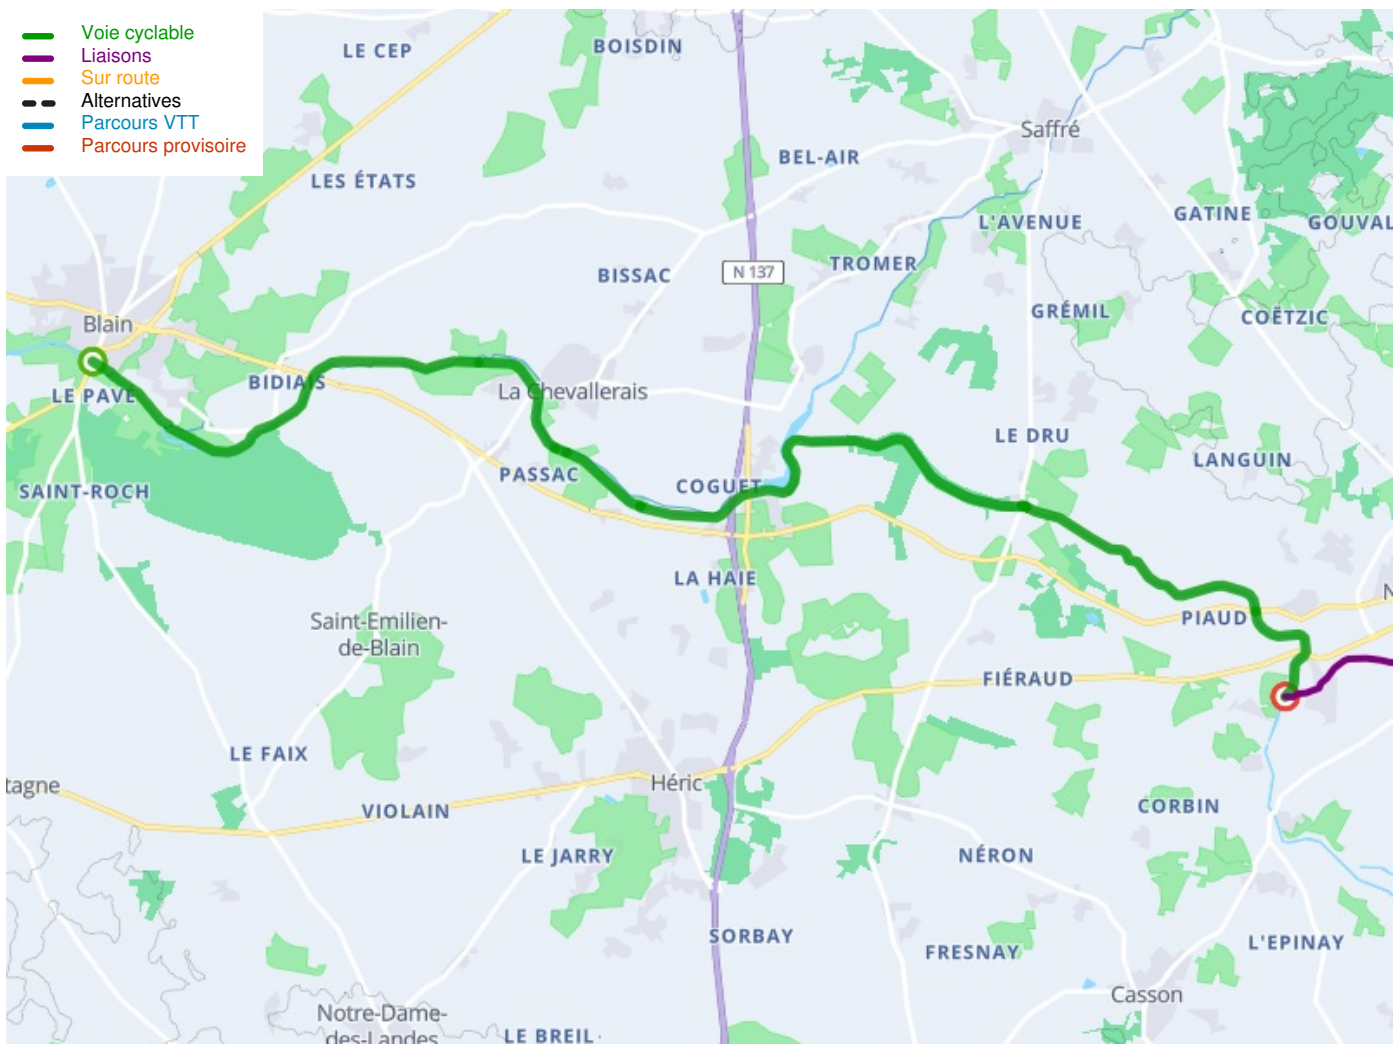 Voie cyclable
Liaisons
Sur route
Alternatives
Parcours VTT
Parcours provisoire
LE CEP
BOISDIN
Saffré
BEL-AIR
LES ÉTATS
GATINE
L'AVENUE
GOUVAL
TROMER
BISSAC
N 137
GRÉMIL
COËTZIC
Blain
BIDIAIS
LE PAVÉ
La Chevallerais
LE DRU
LANGUIN
PASSAC
COGUET
SAINT-ROCH
LA HAIE
N
PIAUD
Saint-Emilien-
de-Blain
FIÉRAUD
LE FAIX
Héric
tagne
CORBIN
VIOLAIN
LE JARRY
NÉRON
SORBAY
L'EPINAY
FRESNAY
Casson
Notre-Dame-
des-Landes
LE BREIL